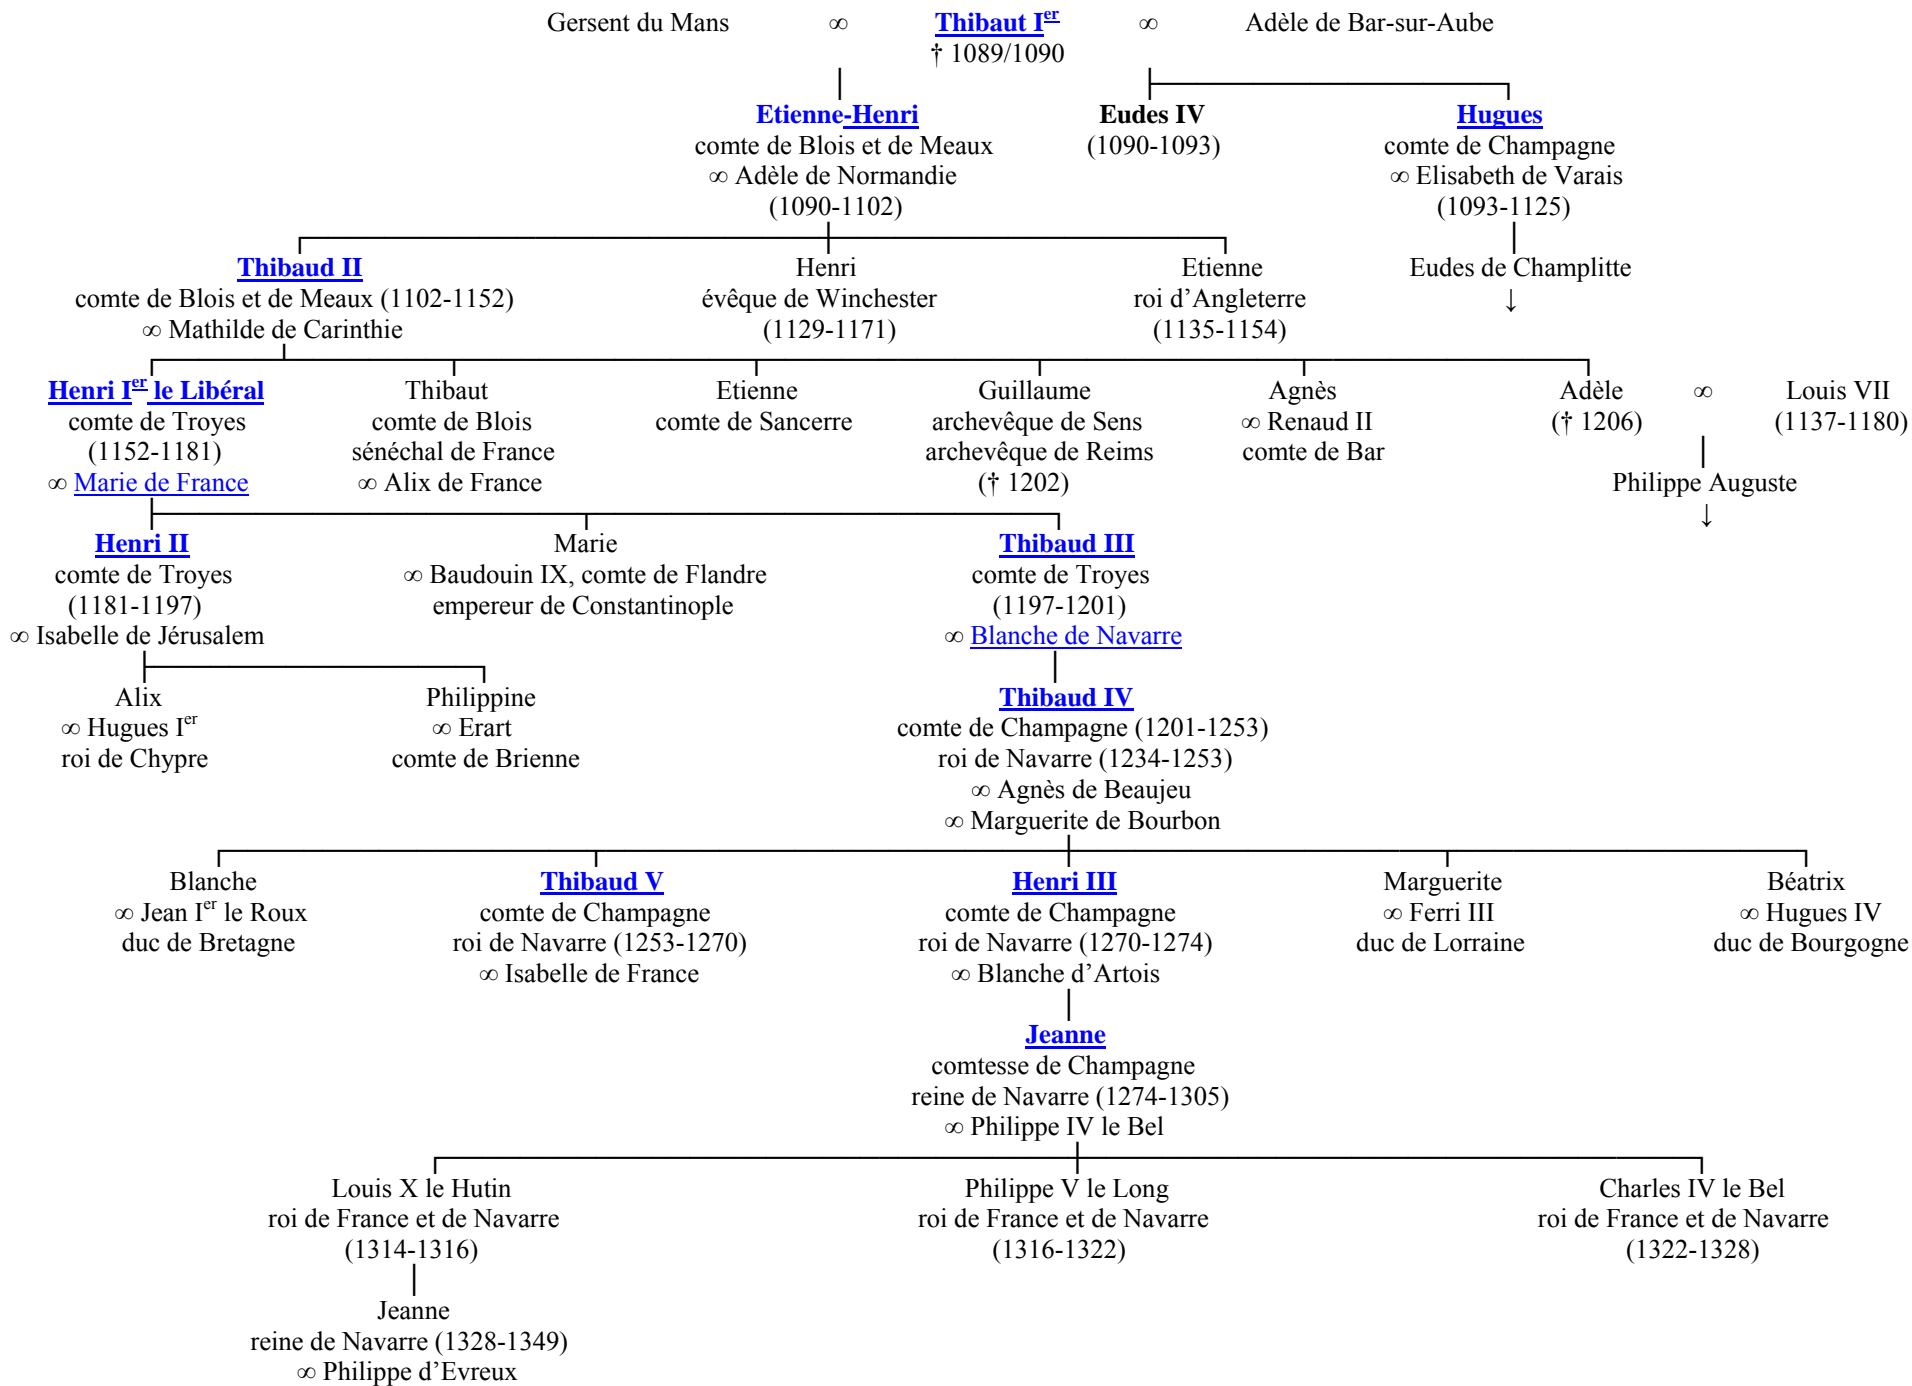 Gersent du Mans ∞ Thibaut Ier ∞ Adèle de Bar-sur-Aube
† 1089/1090
Etienne-Henri Eudes IV Hugues
comte de Blois et de Meaux (1090-1093) comte de Champagne
∞ Adèle de Normandie ∞ Elisabeth de Varais
(1090-1102) (1093-1125)
Thibaud II Henri Etienne Eudes de Champlitte
comte de Blois et de Meaux (1102-1152) évêque de Winchester roi d’Angleterre ↓
∞ Mathilde de Carinthie (1129-1171) (1135-1154)
Henri Ier le Libéral Thibaut Etienne Guillaume Agnès Adèle ∞ Louis VII
comte de Troyes comte de Blois comte de Sancerre archevêque de Sens ∞ Renaud II († 1206) (1137-1180)
(1152-1181) sénéchal de France archevêque de Reims comte de Bar
∞ Marie de France ∞ Alix de France († 1202) Philippe Auguste
↓
Henri II Marie Thibaud III
comte de Troyes ∞ Baudouin IX, comte de Flandre comte de Troyes
(1181-1197) empereur de Constantinople (1197-1201)
∞ Isabelle de Jérusalem ∞ Blanche de Navarre
Alix Philippine Thibaud IV
∞ Hugues Ier ∞ Erart comte de Champagne (1201-1253)
roi de Chypre comte de Brienne roi de Navarre (1234-1253)
∞ Agnès de Beaujeu
∞ Marguerite de Bourbon
Blanche Thibaud V Henri III Marguerite Béatrix
∞ Jean Ier le Roux comte de Champagne comte de Champagne ∞ Ferri III ∞ Hugues IV
duc de Bretagne roi de Navarre (1253-1270) roi de Navarre (1270-1274) duc de Lorraine duc de Bourgogne
∞ Isabelle de France ∞ Blanche d’Artois
Jeanne
comtesse de Champagne
reine de Navarre (1274-1305)
∞ Philippe IV le Bel
Louis X le Hutin Philippe V le Long Charles IV le Bel
roi de France et de Navarre roi de France et de Navarre roi de France et de Navarre
(1314-1316) (1316-1322) (1322-1328)
Jeanne
reine de Navarre (1328-1349)
∞ Philippe d’Evreux